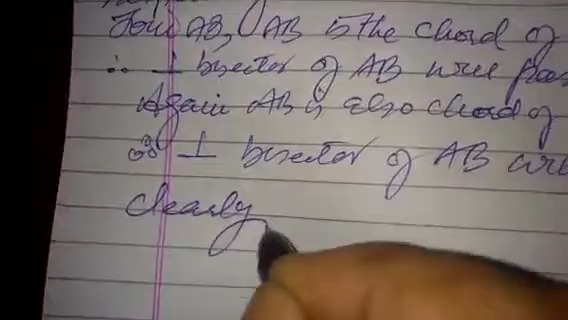 Join AB, AB is the chord of
∴ ⊥ bisector of AB will pass
Again AB is also chord of
∴ ⊥ bisector of AB will
clearly